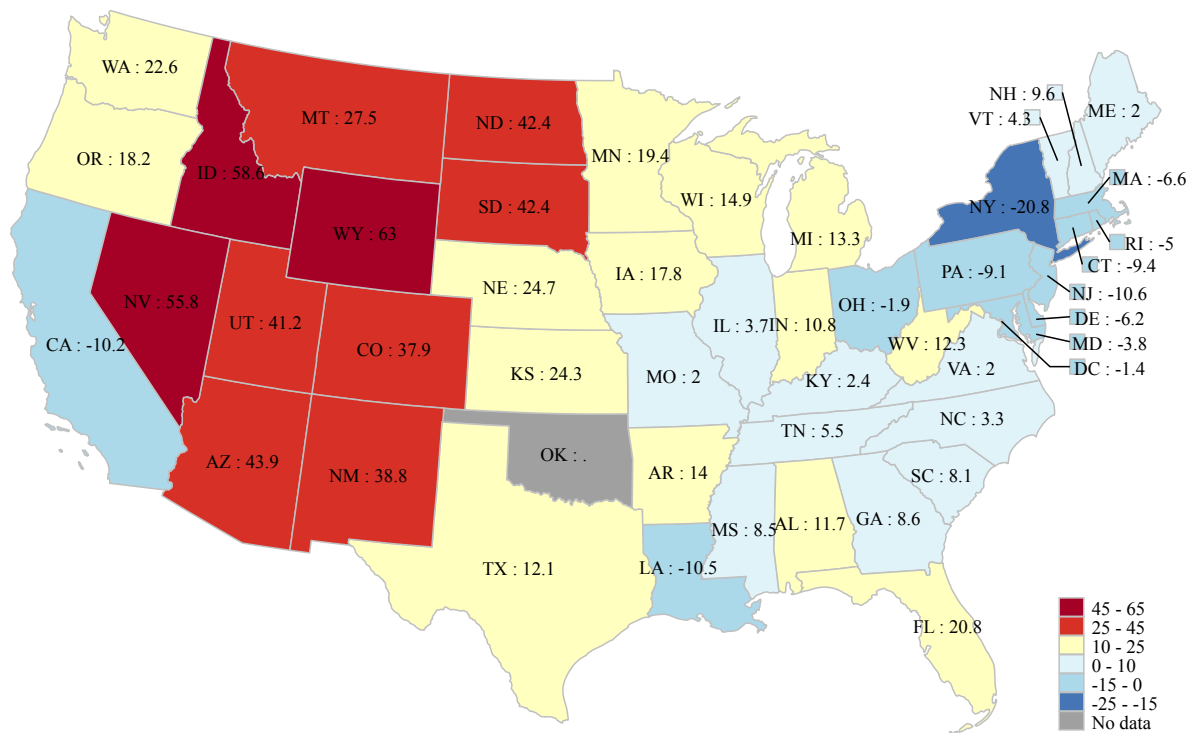 WA : 22.6
MT : 27.5
ND : 42.4
MN : 19.4
NH : 9.6
VT : 4.3
ME : 2
OR : 18.2
ID : 58.6
SD : 42.4
WI : 14.9
MI : 13.3
NY : -20.8
MA : -6.6
RI : -5
CT : -9.4
WY : 63
NE : 24.7
IA : 17.8
PA : -9.1
NJ : -10.6
DE : -6.2
MD : -3.8
DC : -1.4
NV : 55.8
UT : 41.2
CO : 37.9
KS : 24.3
MO : 2
IL : 3.7
IN : 10.8
OH : -1.9
WV : 12.3
VA : 2
KY : 2.4
CA : -10.2
AZ : 43.9
NM : 38.8
OK : .
AR : 14
TN : 5.5
NC : 3.3
SC : 8.1
TX : 12.1
LA : -10.5
MS : 8.5
AL : 11.7
GA : 8.6
FL : 20.8
45 - 65
25 - 45
10 - 25
0 - 10
-15 - 0
-25 - -15
No data